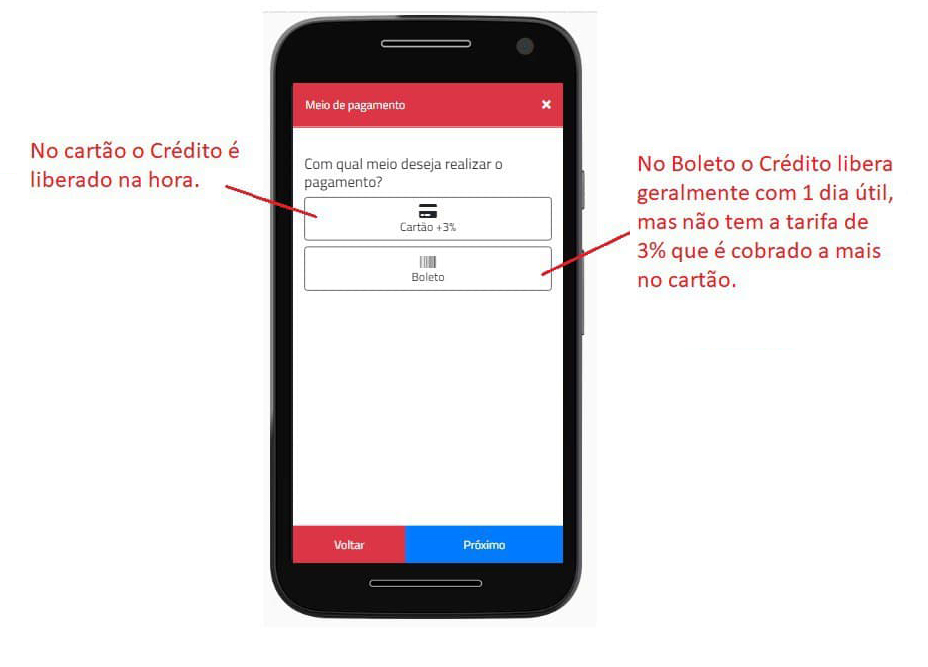 Meio de pagamento
No cartão o Crédito é
liberado na hora.
Com qual meio deseja realizar o
pagamento?
Cartão +3%
Boleto
No Boleto o Crédito libera
geralmente com 1 dia útil,
mas não tem a tarifa de
3% que é cobrado a mais
no cartão.
Voltar
Próximo